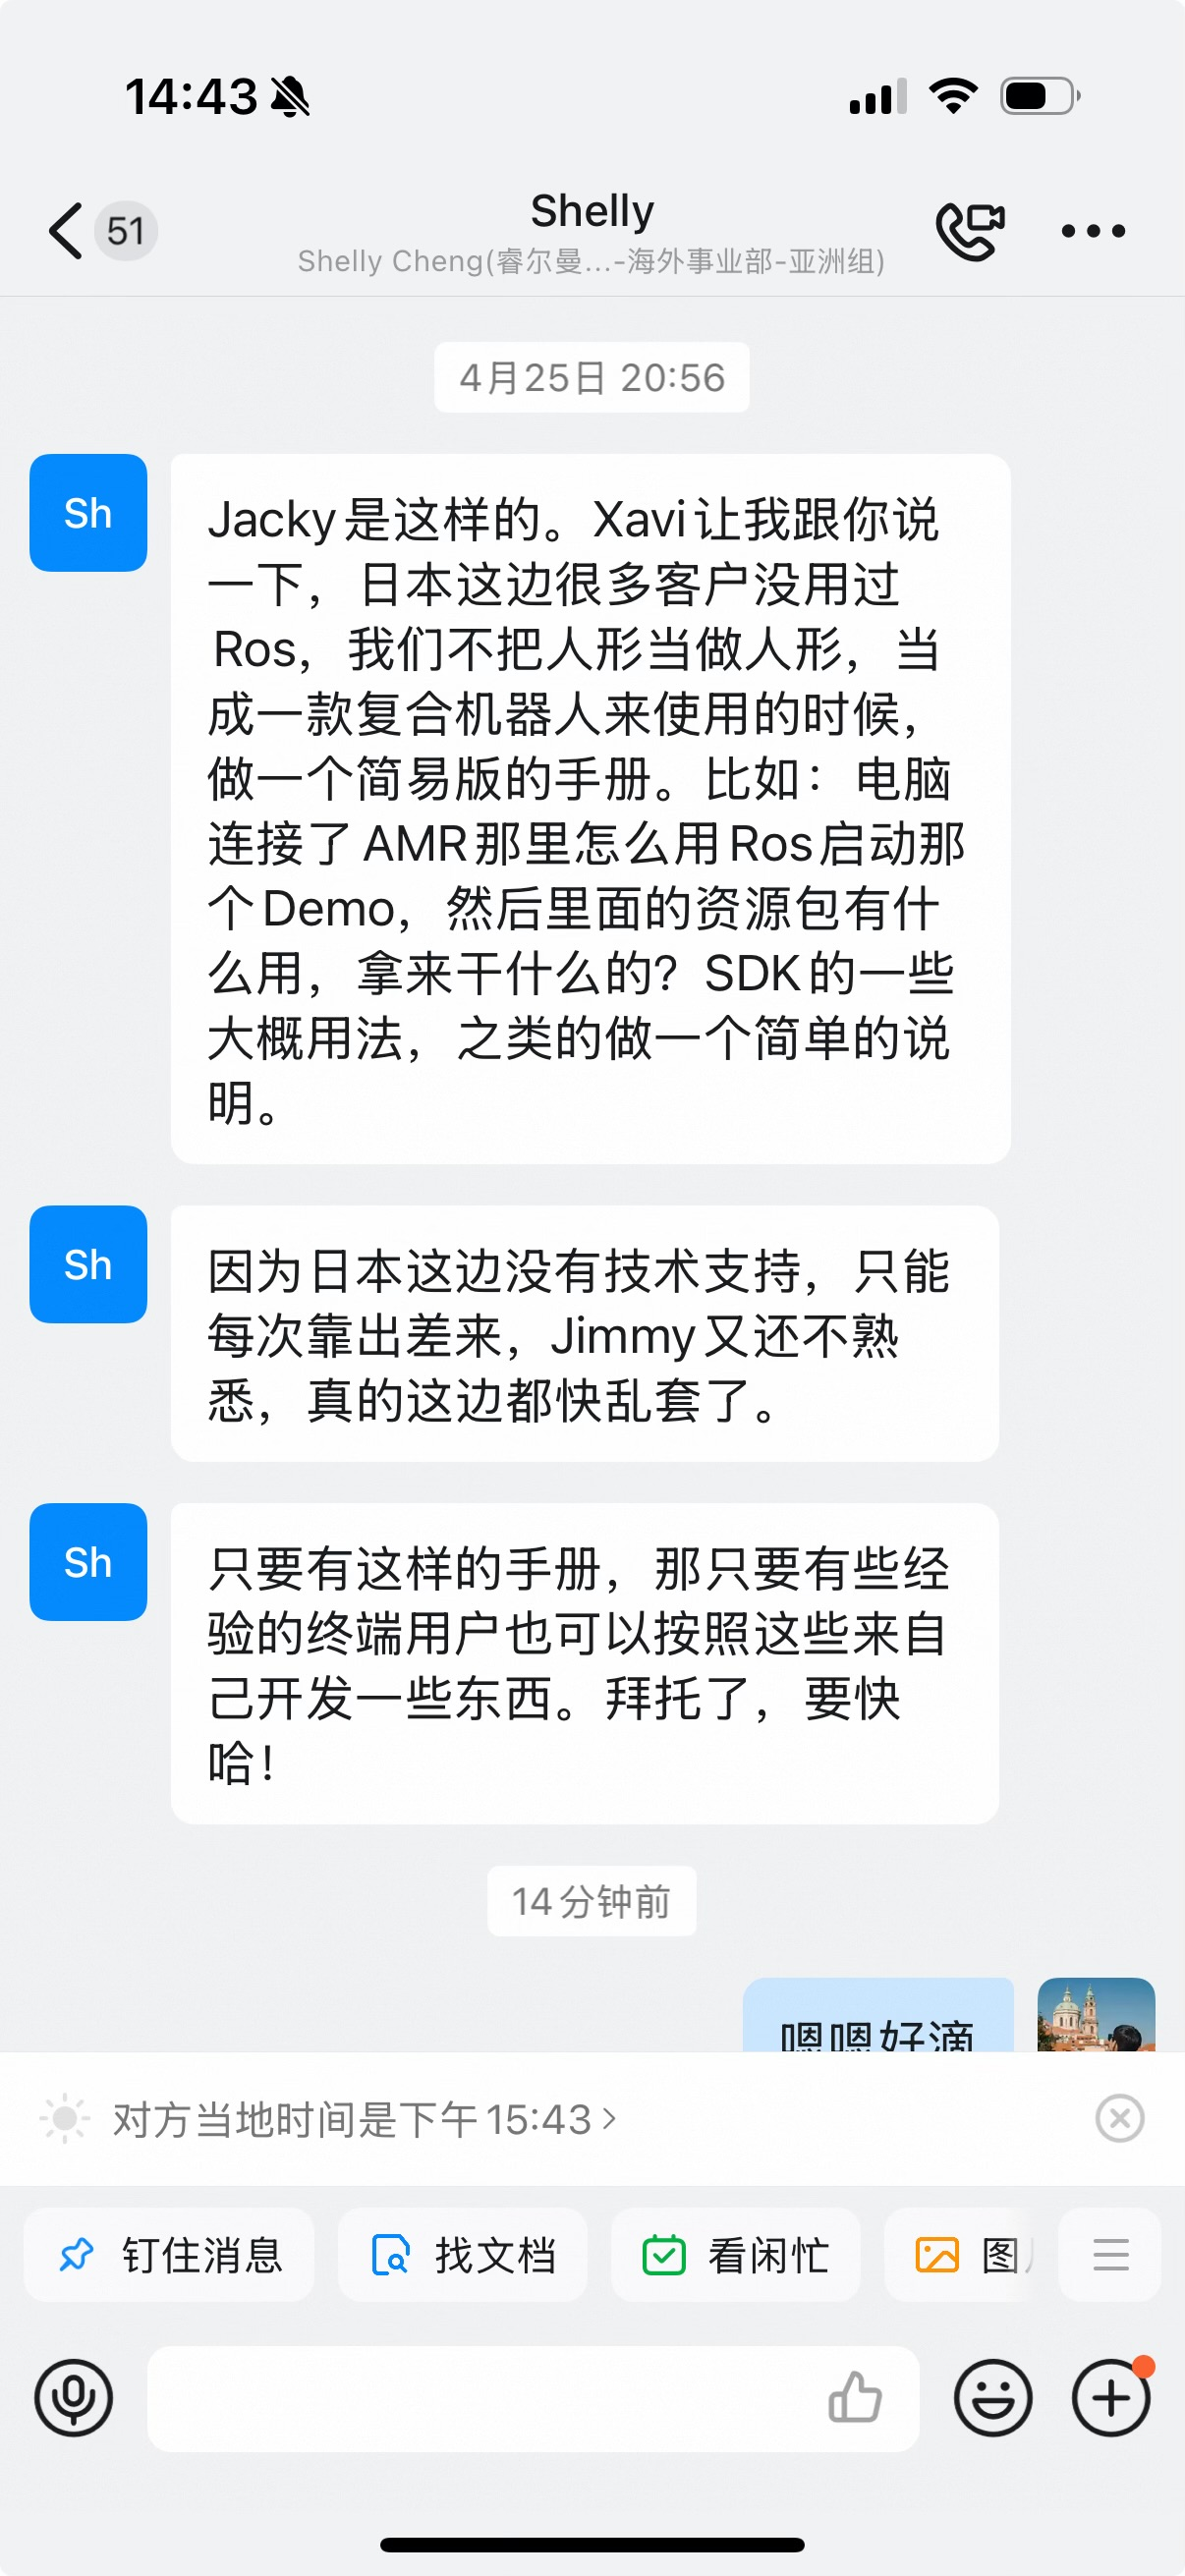 14:43
51
Shelly
Shelly Cheng(睿尔曼...-海外事业部-亚洲组)
4月25日 20:56
Sh
Jacky是这样的。Xavi让我跟你说
一下，日本这边很多客户没用过
Ros，我们不把人形当做人形，当
成一款复合机器人来使用的时候，
做一个简易版的手册。比如：电脑
连接了AMR那里怎么用Ros启动那
个Demo，然后里面的资源包有什
么用，拿来干什么的？SDK的一些
大概用法，之类的做一个简单的说
明。
Sh
因为日本这边没有技术支持，只能
每次靠出差来，Jimmy又还不熟
悉，真的这边都快乱套了。
Sh
只要有这样的手册，那只要有些经
验的终端用户也可以按照这些来自
己开发一些东西。拜托了，要快
哈！
14分钟前
嗯嗯好滴
对方当地时间是下午15:43>
钉住消息
找文档
看闲忙
图